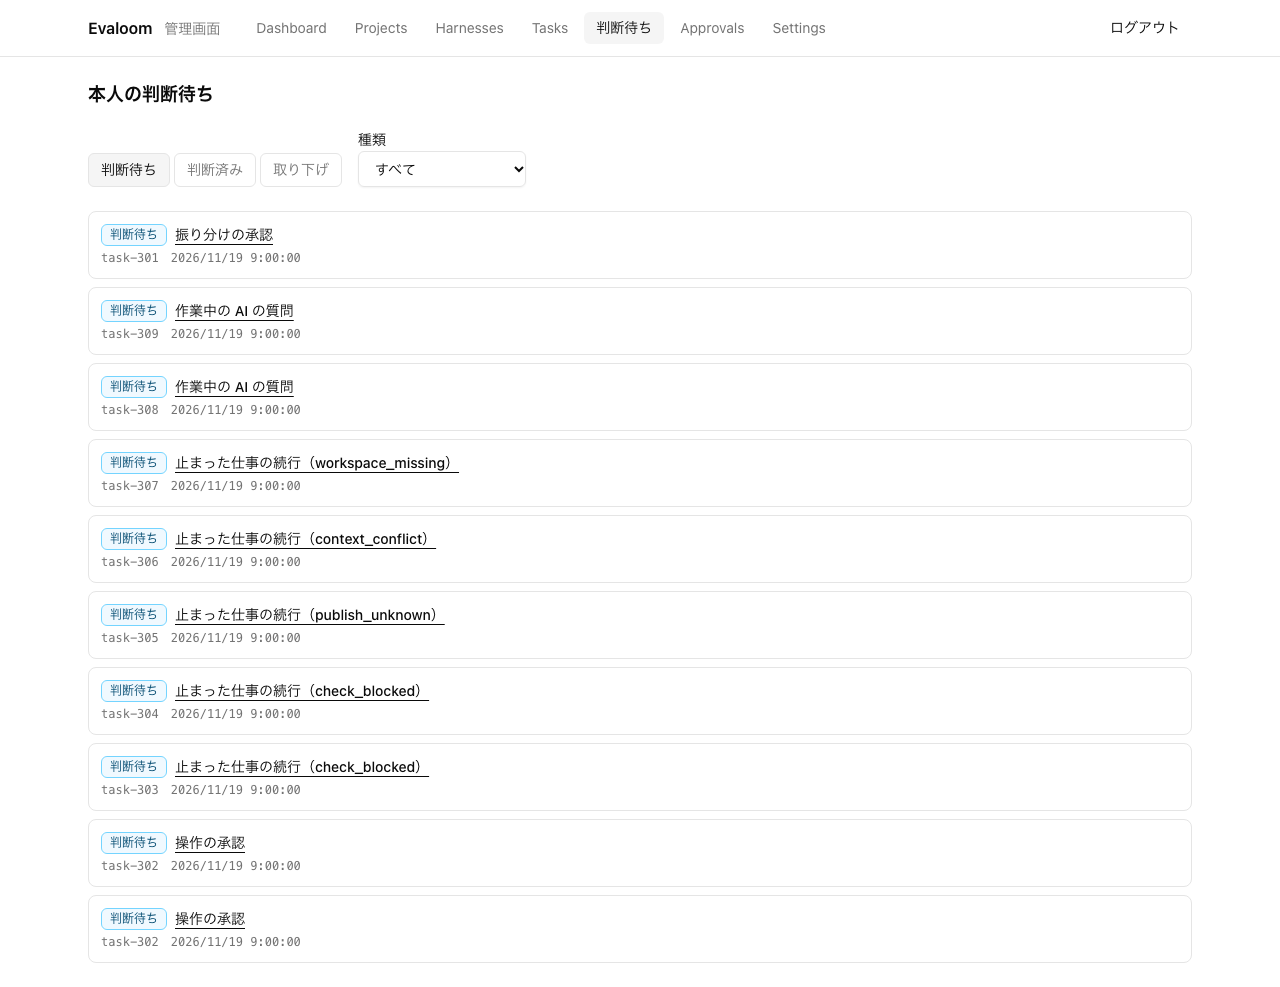 Evaloom 管理画面 Dashboard Projects Harnesses Tasks 判断待ち Approvals Settings ログアウト
本人の判断待ち
種類
判断待ち 判断済み 取り下げ すべて
判断待ち 振り分けの承認
task-301 2026/11/19 9:00:00
判断待ち 作業中の AI の質問
task-309 2026/11/19 9:00:00
判断待ち 作業中の AI の質問
task-308 2026/11/19 9:00:00
判断待ち 止まった仕事の続行（workspace_missing）
task-307 2026/11/19 9:00:00
判断待ち 止まった仕事の続行（context_conflict）
task-306 2026/11/19 9:00:00
判断待ち 止まった仕事の続行（publish_unknown）
task-305 2026/11/19 9:00:00
判断待ち 止まった仕事の続行（check_blocked）
task-304 2026/11/19 9:00:00
判断待ち 止まった仕事の続行（check_blocked）
task-303 2026/11/19 9:00:00
判断待ち 操作の承認
task-302 2026/11/19 9:00:00
判断待ち 操作の承認
task-302 2026/11/19 9:00:00